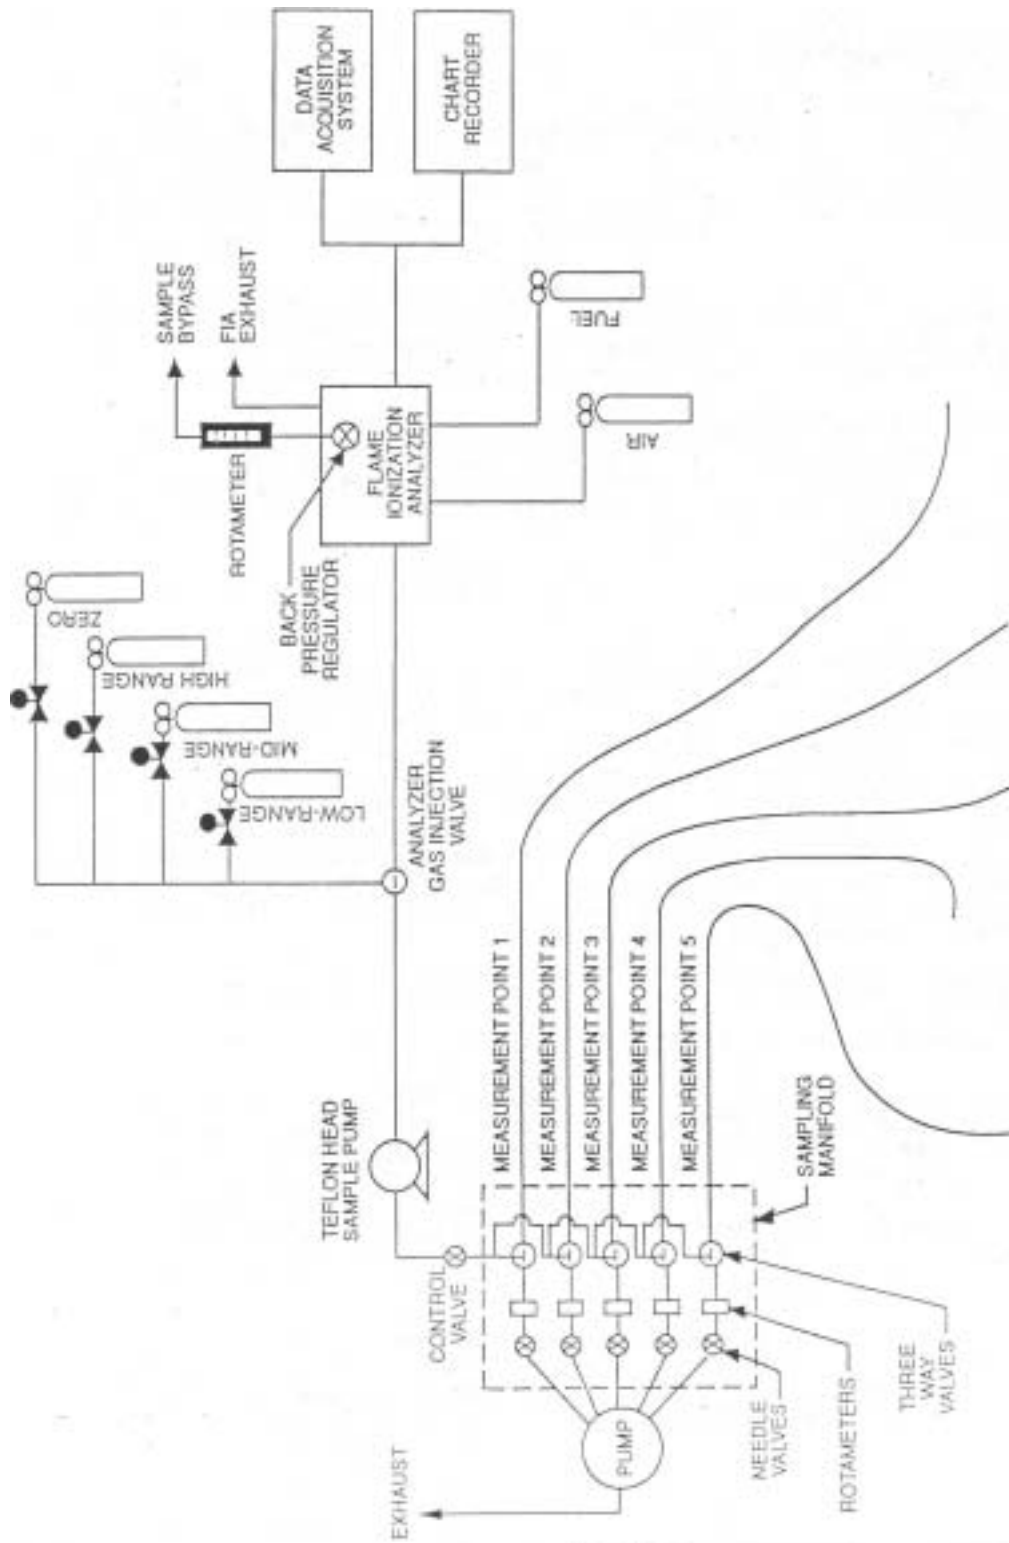 DATA
ACQUISITION
SYSTEM
CHART
RECORDER
SAMPLE
BYPASS
FIA
EXHAUST
ROTAMETER
FLAME
IONIZATION
ANALYZER
BACK
PRESSURE
REGULATOR
FUEL
AIR
ZERO
HIGH RANGE
MID-RANGE
LOW-RANGE
ANALYZER
GAS INJECTION
VALVE
TEFLON HEAD
SAMPLE PUMP
CONTROL
VALVE
MEASUREMENT POINT 1
MEASUREMENT POINT 2
MEASUREMENT POINT 3
MEASUREMENT POINT 4
MEASUREMENT POINT 5
SAMPLING
MANIFOLD
EXHAUST
PUMP
NEEDLE
VALVES
ROTAMETERS
THREE
WAY
VALVES